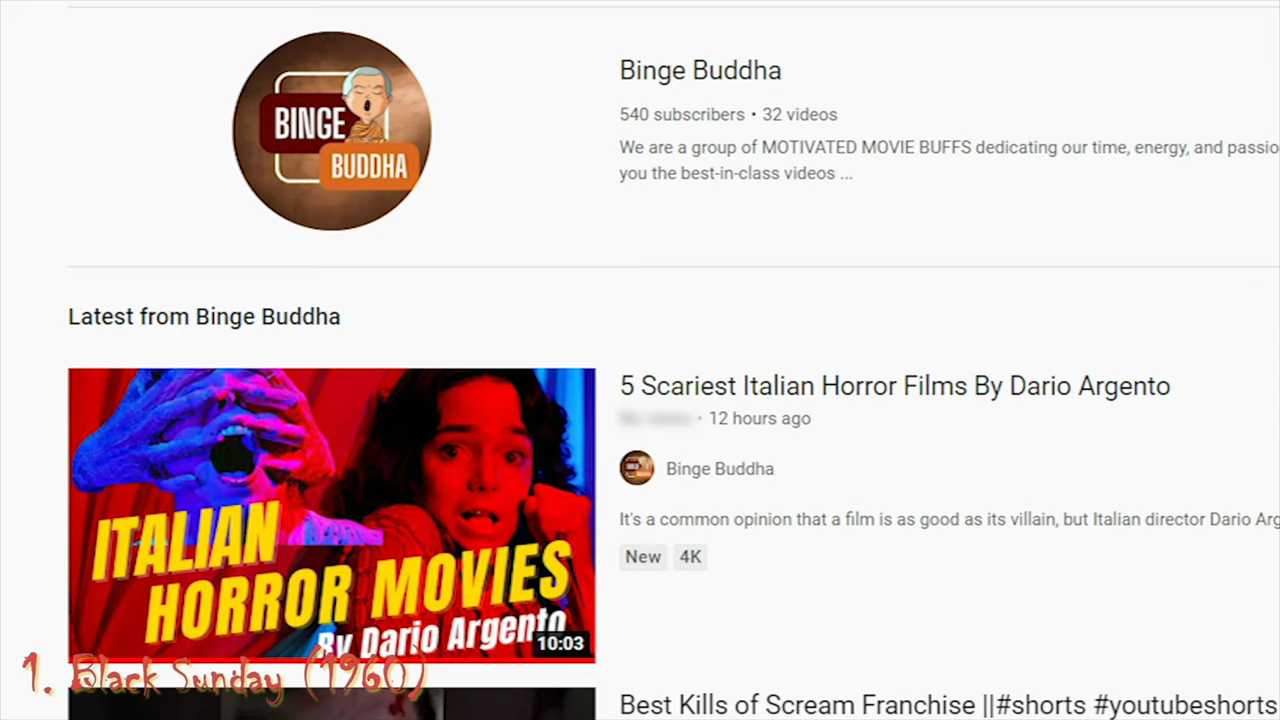 Binge Buddha
540 subscribers • 32 videos
We are a group of MOTIVATED MOVIE BUFFS dedicating our time, energy, and passio
you the best-in-class videos ...
BINGE
BUDDHA
Latest from Binge Buddha
5 Scariest Italian Horror Films By Dario Argento
12 hours ago
Binge Buddha
It's a common opinion that a film is as good as its villain, but Italian director Dario Arg
New 4K
ITALIAN
HORROR MOVIES
By Dario Argento
10:03
1. Black Sunday (1960)
Best Kills of Scream Franchise ||#shorts #youtubeshorts